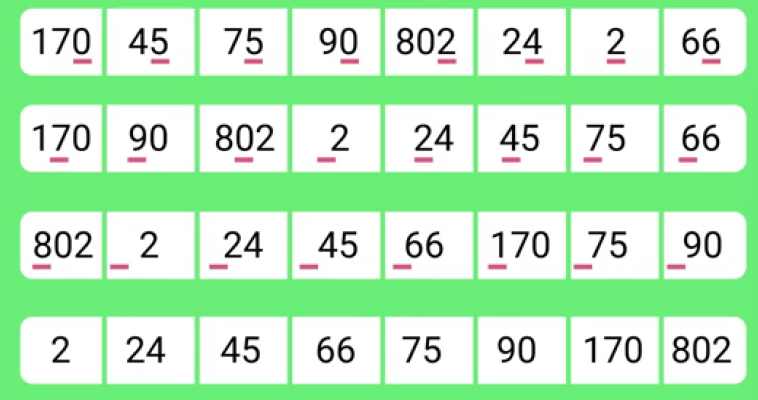 170 45 75 90 802 24 2 66
170 90 802 2 24 45 75 66
802 2 24 45 66 170 75 90
2 24 45 66 75 90 170 802